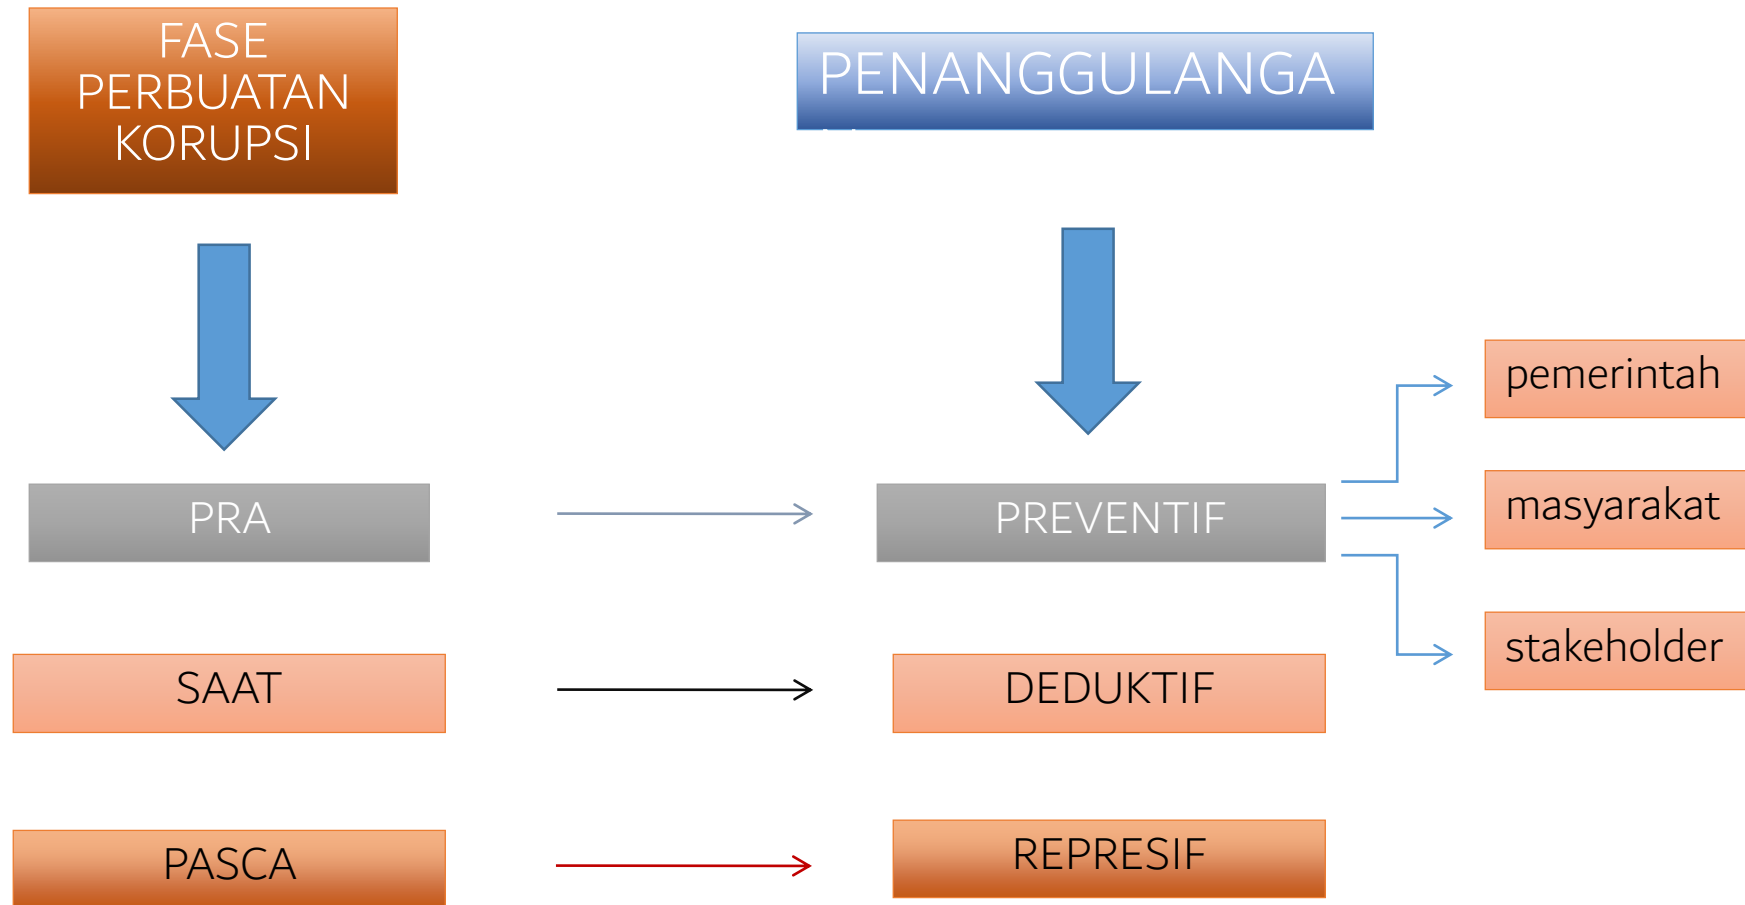 FASE
PERBUATAN
KORUPSI
PENANGGULANGA
PRA
PREVENTIF
pemerintah
masyarakat
stakeholder
SAAT
DEDUKTIF
PASCA
REPRESIF